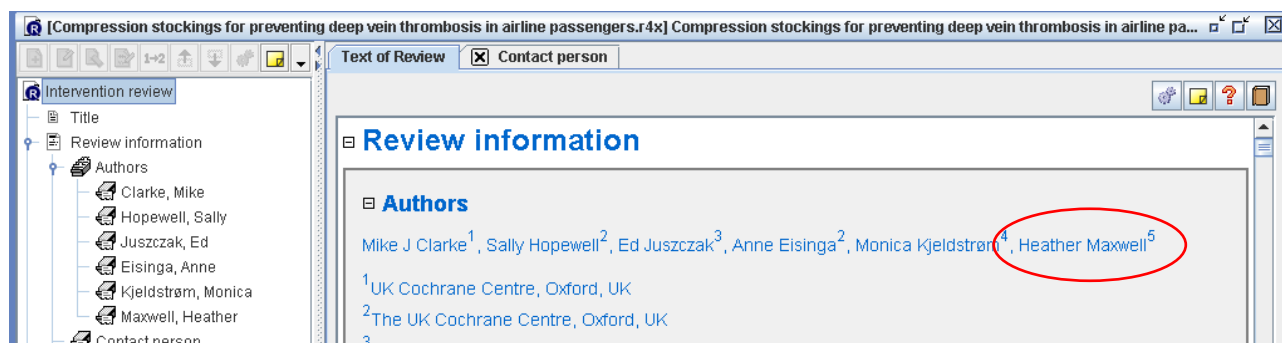 [Compression stockings for preventing deep vein thrombosis in airline passengers.r4x] Compression stockings for preventing deep vein thrombosis in airline pa...
1→2
Text of Review
Contact person
Intervention review
Title
Review information
Authors
Clarke, Mike
Hopewell, Sally
Juszczak, Ed
Eisinga, Anne
Kjeldstrøm, Monica
Maxwell, Heather
Contact person
Review information
Authors
Mike J Clarke1, Sally Hopewell2, Ed Juszczak3, Anne Eisinga2, Monica Kjeldstrøm4, Heather Maxwell5
1UK Cochrane Centre, Oxford, UK
2The UK Cochrane Centre, Oxford, UK
3